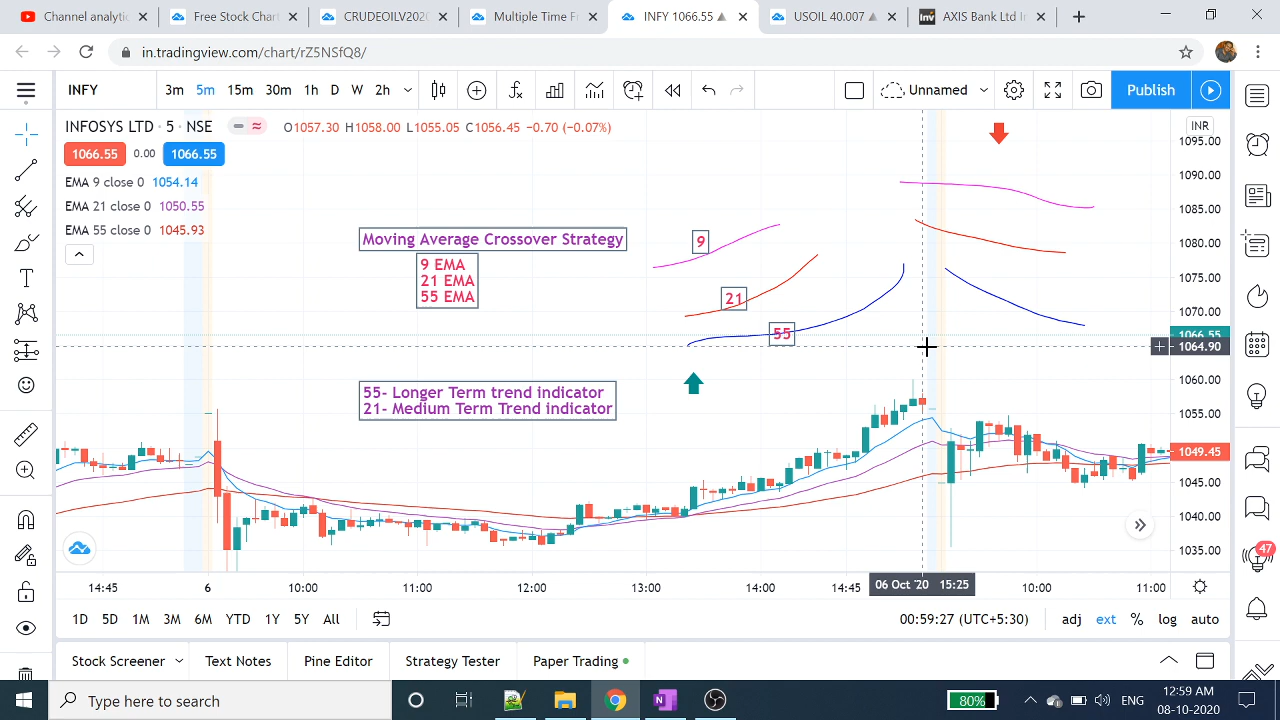 Channel analytic
Free Stock Chart
CRUDEOIN2020
Multiple Time Fr
INFY 1066.55 ▲
USOIL 40.07 ▲
Inv
AXIS Bank Ltd In
in.tradingview.com/chart/rZ5NSfQ8/
INFY
3m 5m 15m 30m 1h D W 2h
Unnamed
Publish
INFOSYS LTD · 5 · NSE
O1057.30 H1058.00 L1055.05 C1056.45 −0.70 (−0.07%)
INR
1066.55 0.00 1066.55
EMA 9 close 0 1054.14
EMA 21 close 0 1050.55
EMA 55 close 0 1045.93
Moving Average Crossover Strategy
9 EMA
21 EMA
55 EMA
9
21
55
55- Longer Term trend indicator
21- Medium Term Trend indicator
1095.00
1090.00
1085.00
1080.00
1075.00
1070.00
1066.55
1064.90
1060.00
1055.00
1049.45
1045.00
1040.00
1035.00
14:45 6 10:00 11:00 12:00 13:00 14:00 14:45 06 Oct '20 15:25 10:00 11:00
1D 5D 1M 3M 6M YTD 1Y 5Y All
00:59:27 (UTC+5:30) adj ext % log auto
47
Stock Screener Text Notes Pine Editor Strategy Tester Paper Trading
Type here to search
80%
ENG
12:59 AM
08-10-2020